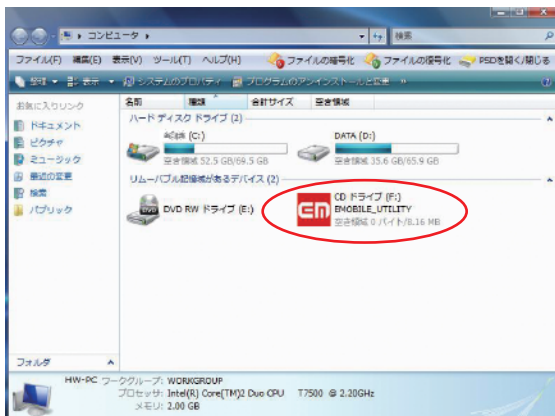 コンピュータ
検索
ファイル(F) 編集(E) 表示(V) ツール(T) ヘルプ(H) ファイルの暗号化 ファイルの復号化 PSDを開く/閉じる
整理 表示 システムのプロパティ プログラムのアンインストールと変更 »
お気に入りリンク
ドキュメント
ピクチャ
ミュージック
最近の変更
検索
パブリック
フォルダ
名前 種類 合計サイズ 空き領域
ハード ディスク ドライブ (2)
(C:)
空き領域 52.5 GB/69.5 GB
DATA (D:)
空き領域 35.6 GB/65.9 GB
リムーバブル記憶域があるデバイス (2)
DVD RW ドライブ (E:)
CD ドライブ (F:)
EMOBILE_UTILITY
空き領域 0 バイト/8.16 MB
HW-PC ワークグループ: WORKGROUP
プロセッサ: Intel(R) Core(TM)2 Duo CPU T7500 @ 2.20GHz
メモリ: 2.00 GB